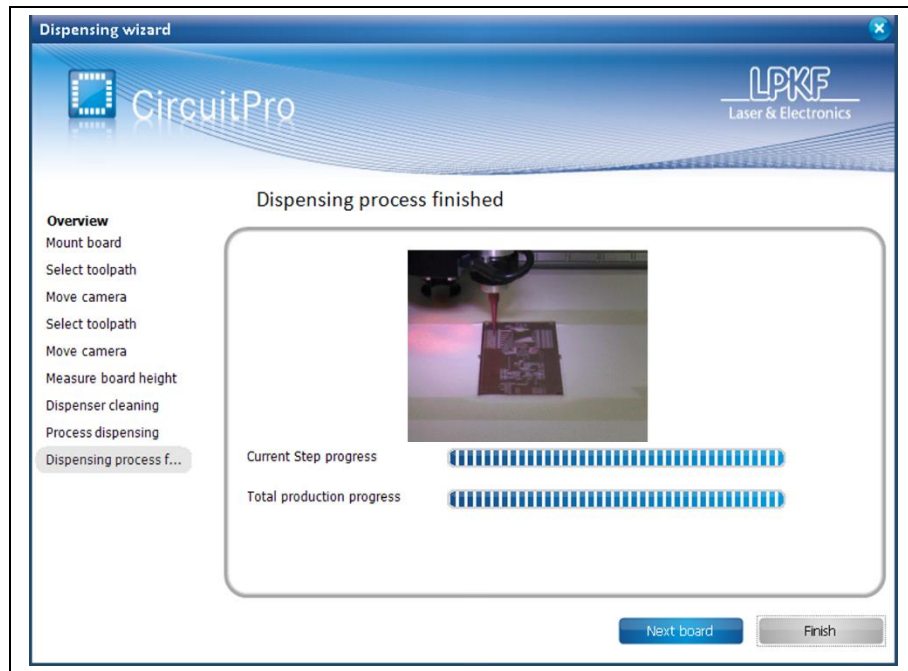 Dispensing wizard
CircuitPro
LPKF
Laser & Electronics
Dispensing process finished
Overview
Mount board
Select toolpath
Move camera
Select toolpath
Move camera
Measure board height
Dispenser cleaning
Process dispensing
Dispensing process f...
Current Step progress
Total production progress
Next board
Finish